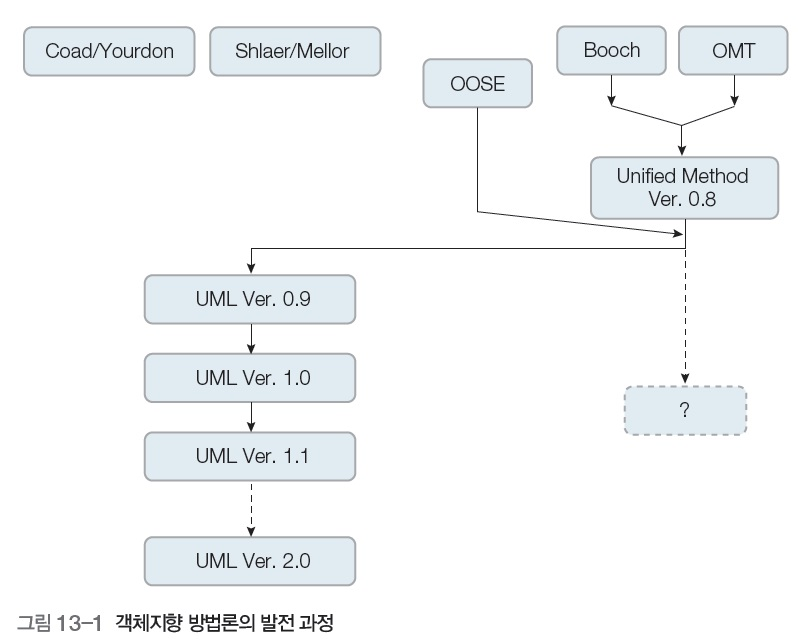 Coad/Yourdon
Shlaer/Mellor
OOSE
Booch
OMT
Unified Method
Ver. 0.8
UML Ver. 0.9
UML Ver. 1.0
UML Ver. 1.1
UML Ver. 2.0
?
그림 13-1 객체지향 방법론의 발전 과정